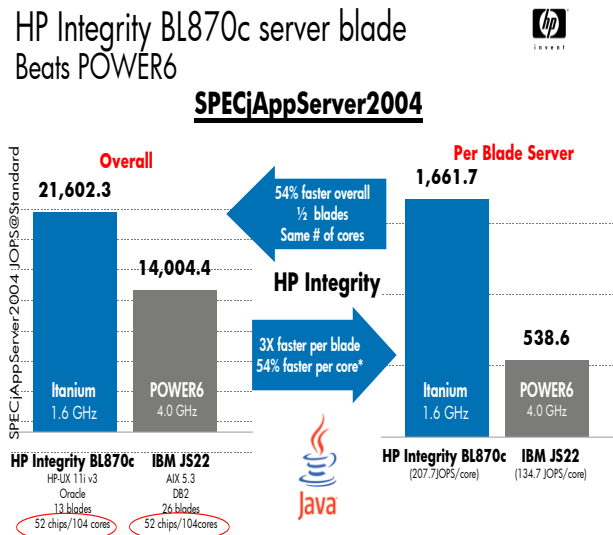 HP Integrity BL870c server blade
Beats POWER6
hp
invent
SPECjAppServer2004
SPECjAppServer2004 JOPS@Standard
Overall
21,602.3
14,004.4
Itanium
1.6 GHz
POWER6
4.0 GHz
HP Integrity BL870c
HP-UX 11i v3
Oracle
13 blades
52 chips/104 cores
IBM JS22
AIX 5.3
DB2
26 blades
52 chips/104cores
54% faster overall
½ blades
Same # of cores
HP Integrity
3X faster per blade
54% faster per core*
Java
Per Blade Server
1,661.7
538.6
Itanium
1.6 GHz
POWER6
4.0 GHz
HP Integrity BL870c
(207.7JOPS/core)
IBM JS22
(134.7 JOPS/core)